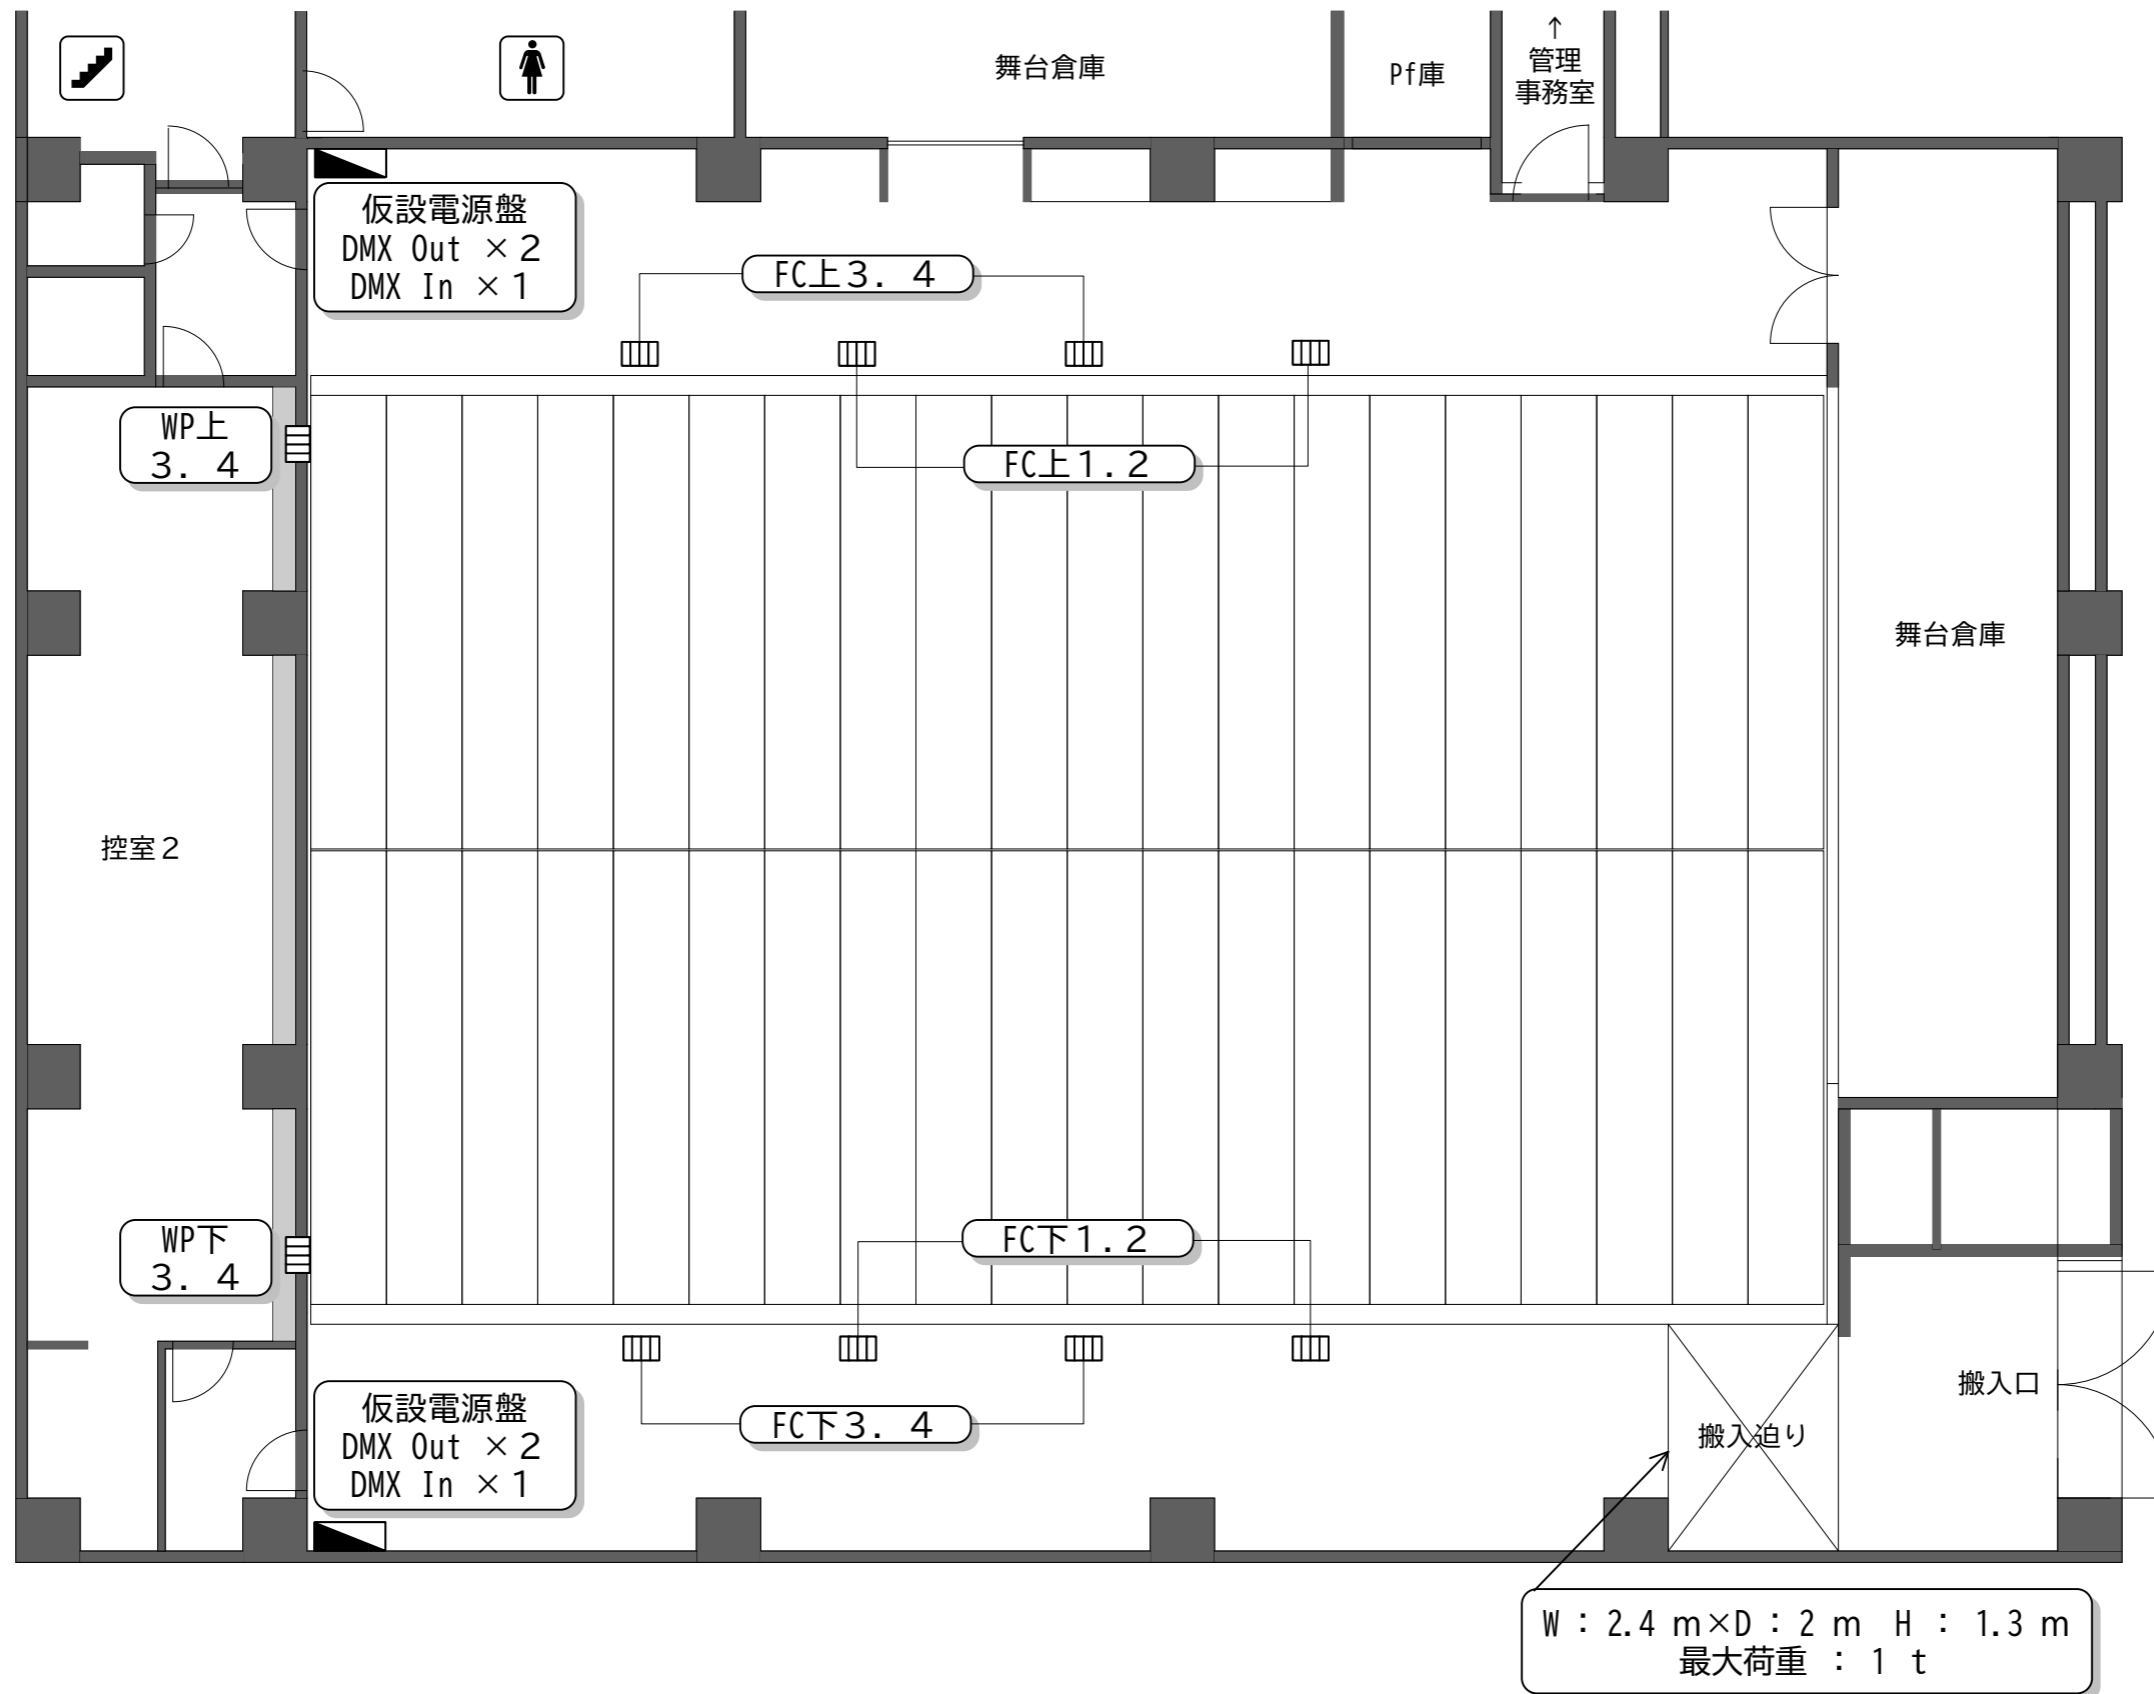 ↑
管理
事務室
舞台倉庫
Pf庫
仮設電源盤
DMX Out ×２
DMX In ×１
FC上３. ４
WP上
３. ４
FC上１.２
舞台倉庫
控室２
WP下
３. ４
FC下１.２
搬入口
仮設電源盤
DMX Out ×２
DMX In ×１
FC下３. ４
搬入迫り
W：2.4 m×D：2 m H ： 1.3 m
最大荷重 ： 1 t